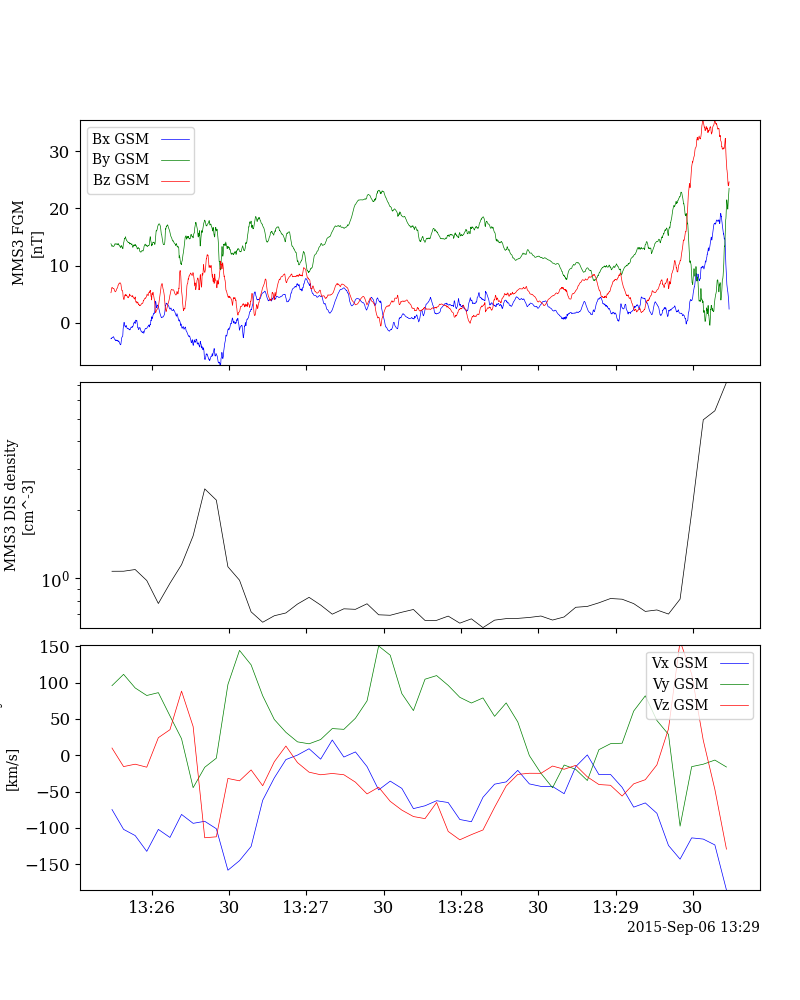 MMS3 FGM
[nT]
Bx GSM
By GSM
Bz GSM
30
20
10
0
MMS3 DIS density
[cm^-3]
10^0
[km/s]
Vx GSM
Vy GSM
Vz GSM
150
100
50
0
−50
−100
−150
13:26 30 13:27 30 13:28 30 13:29 30
2015-Sep-06 13:29